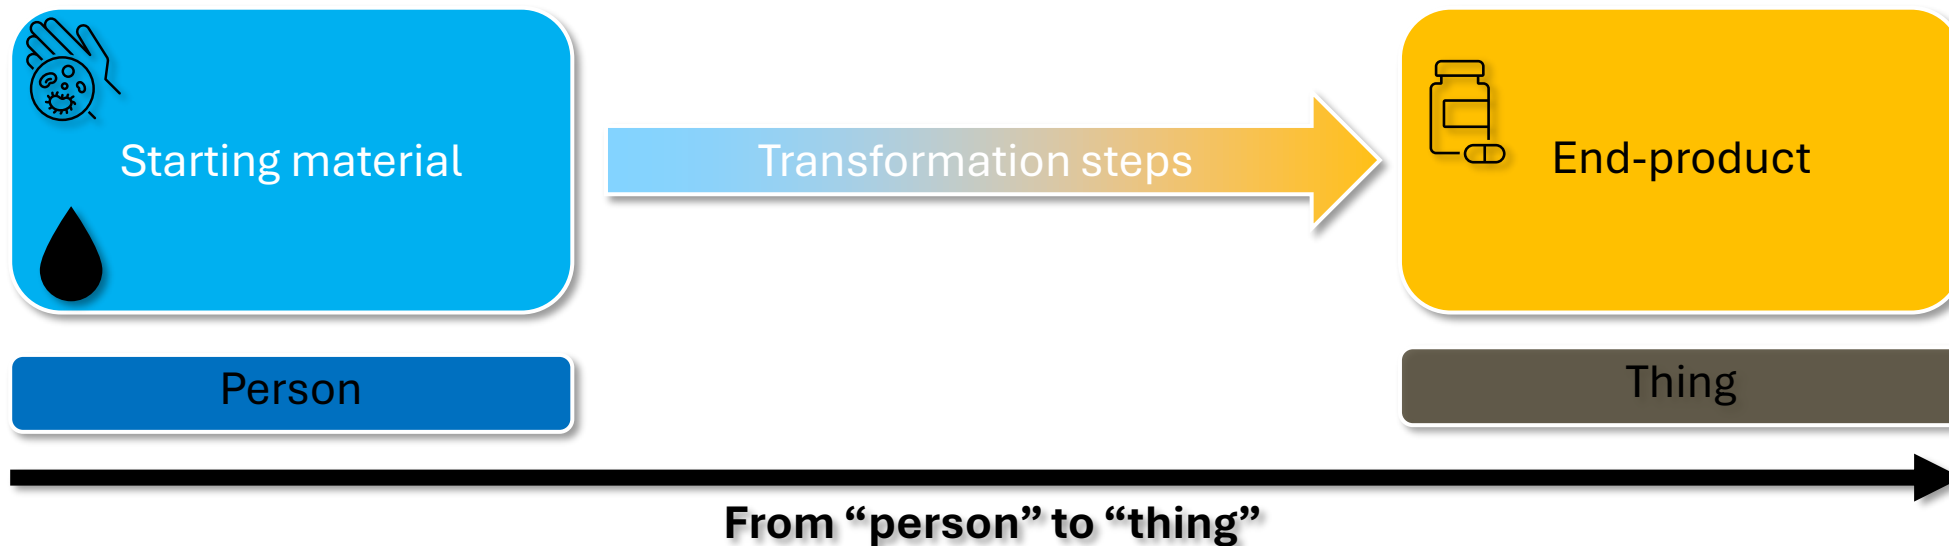 Starting material
Transformation steps
End-product
Person
Thing
From “person” to “thing”